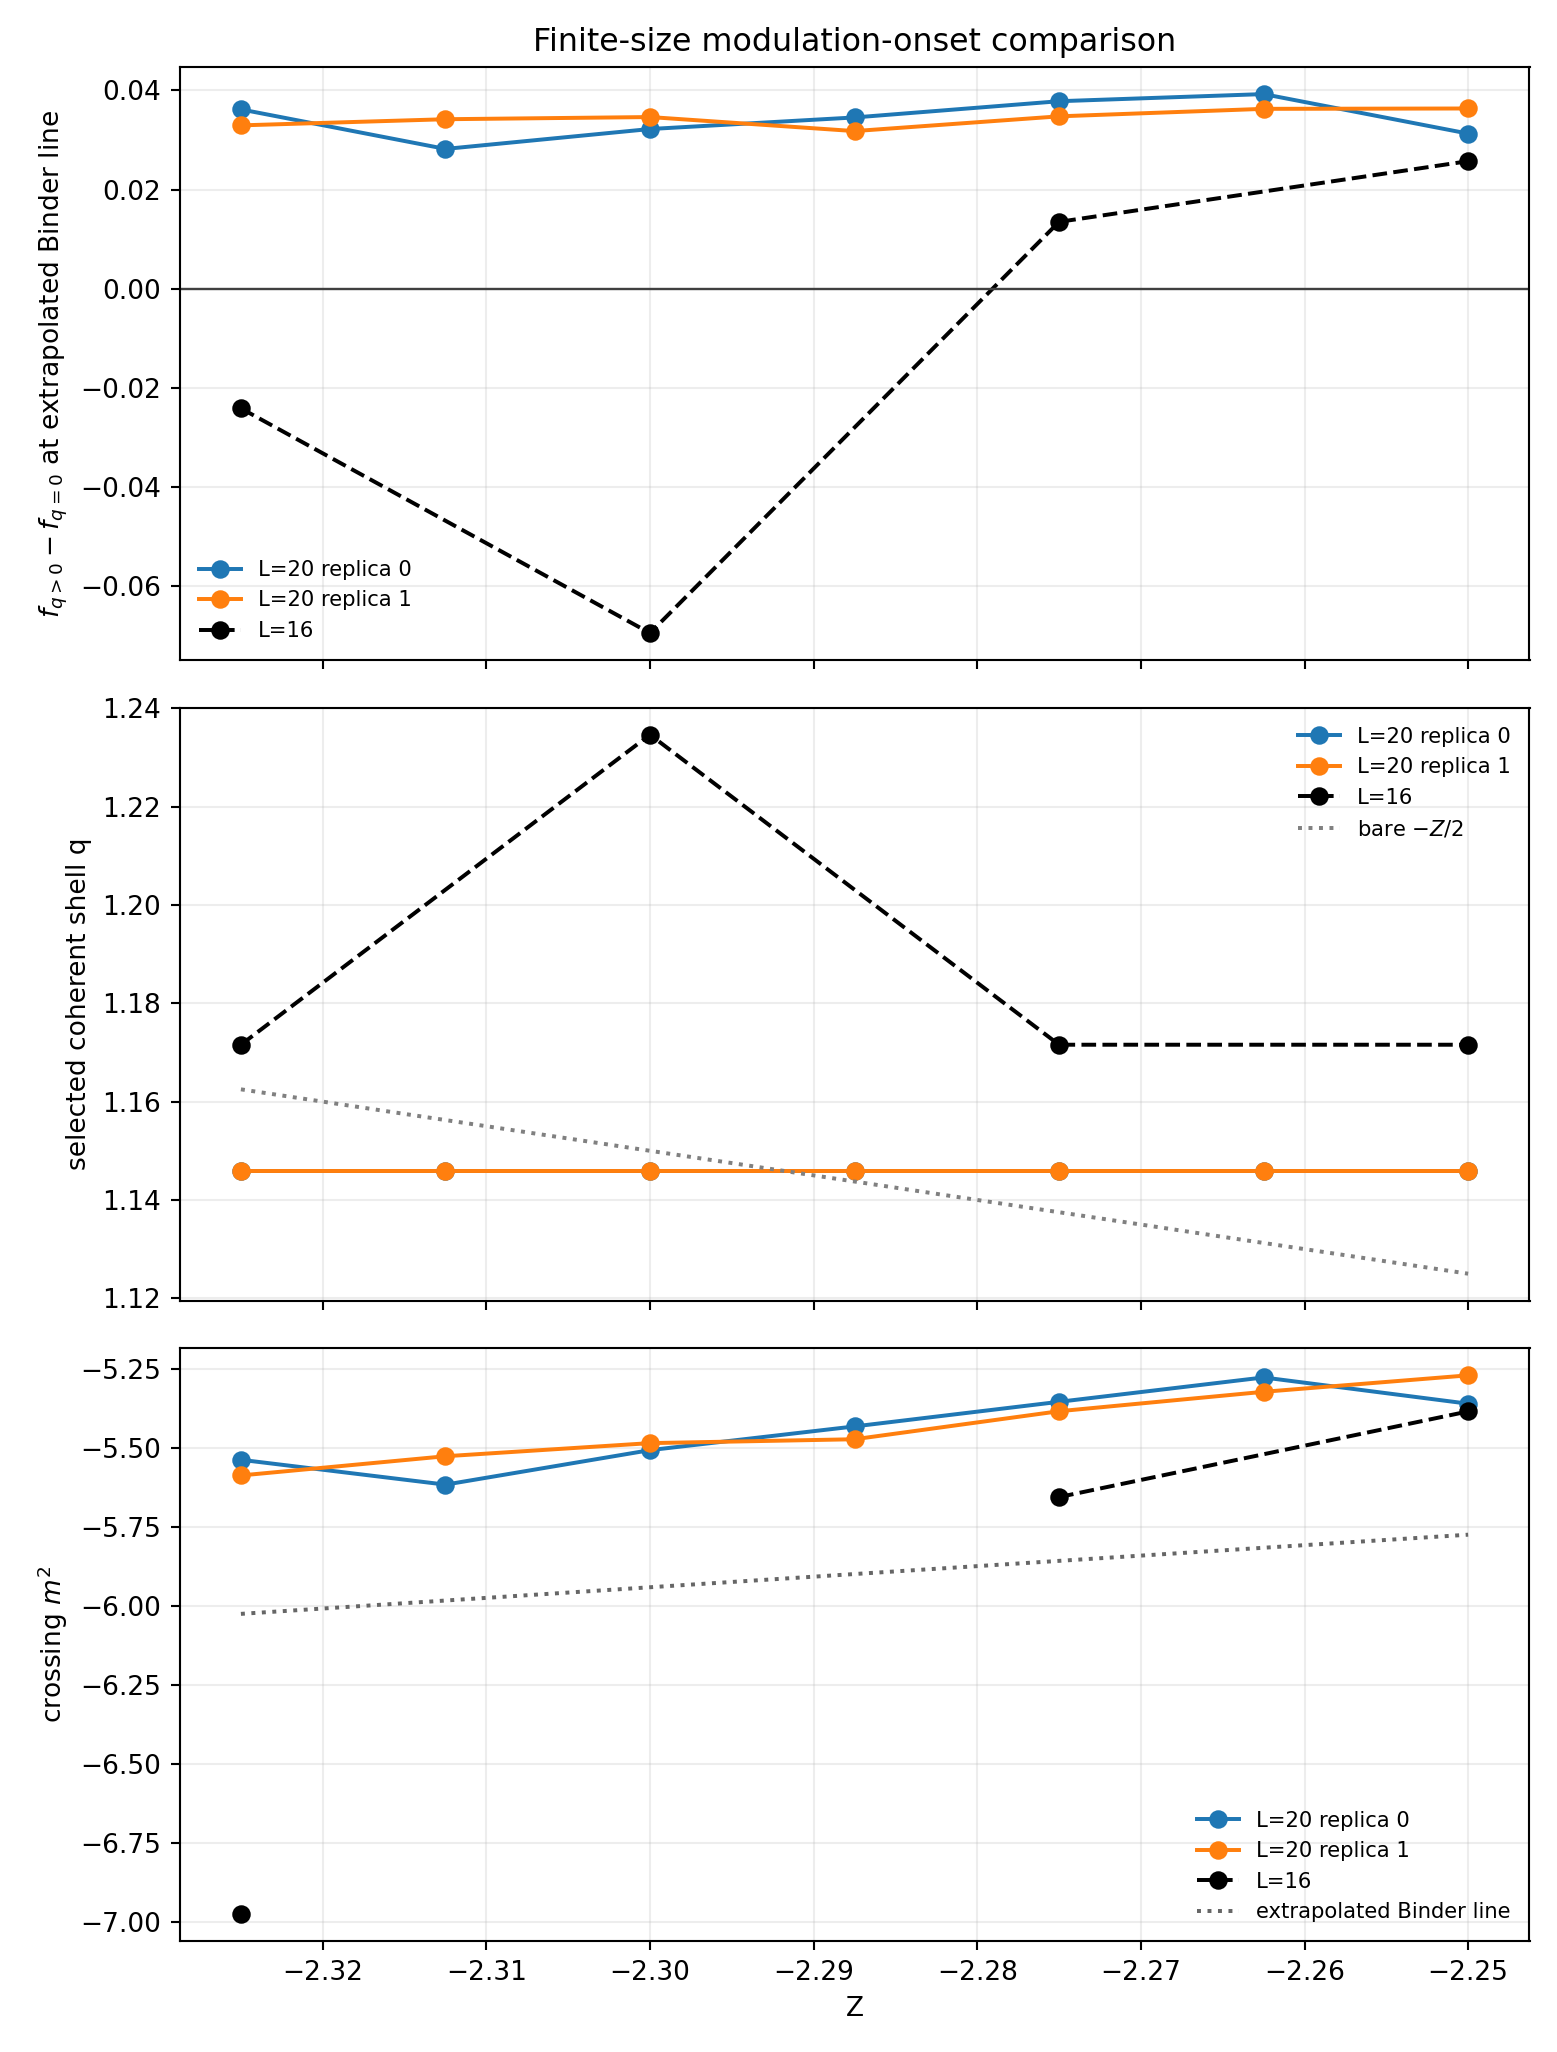 Finite-size modulation-onset comparison
f_{q>0} − f_{q=0} at extrapolated Binder line
0.04
0.02
0.00
−0.02
−0.04
−0.06
L=20 replica 0
L=20 replica 1
L=16
selected coherent shell q
1.24
1.22
1.20
1.18
1.16
1.14
1.12
L=20 replica 0
L=20 replica 1
L=16
bare −Z/2
crossing m²
−5.25
−5.50
−5.75
−6.00
−6.25
−6.50
−6.75
−7.00
L=20 replica 0
L=20 replica 1
L=16
extrapolated Binder line
−2.32 −2.31 −2.30 −2.29 −2.28 −2.27 −2.26 −2.25
Z